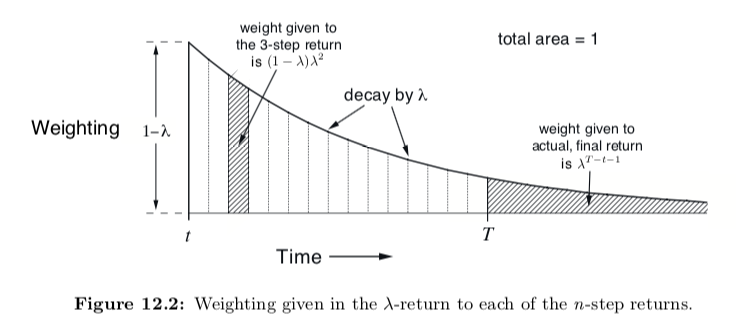 weight given to
the 3-step return
is (1 − λ)λ²
total area = 1
decay by λ
Weighting
1−λ
weight given to
actual, final return
is λᵀ⁻ᵗ⁻¹
t
T
Time
Figure 12.2: Weighting given in the λ-return to each of the n-step returns.